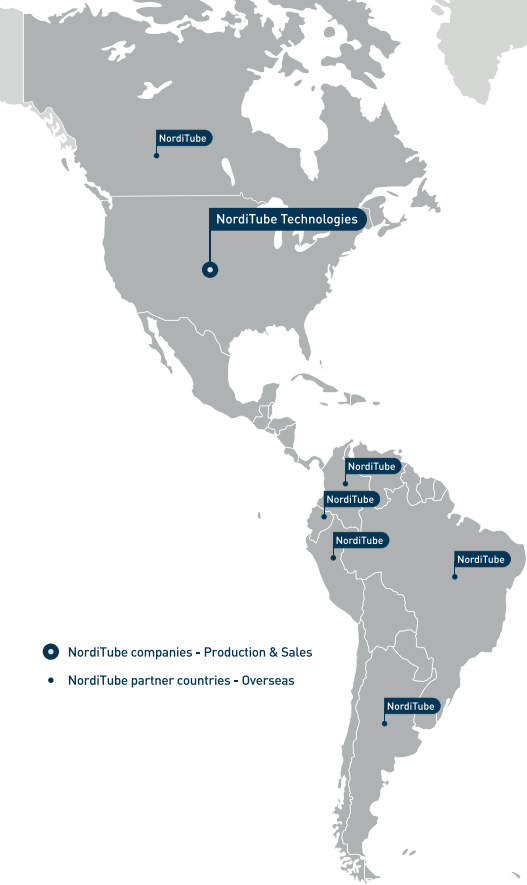 NordiTube
NordiTube Technologies
NordiTube
NordiTube
NordiTube
NordiTube
NordiTube companies - Production & Sales
NordiTube partner countries - Overseas
NordiTube